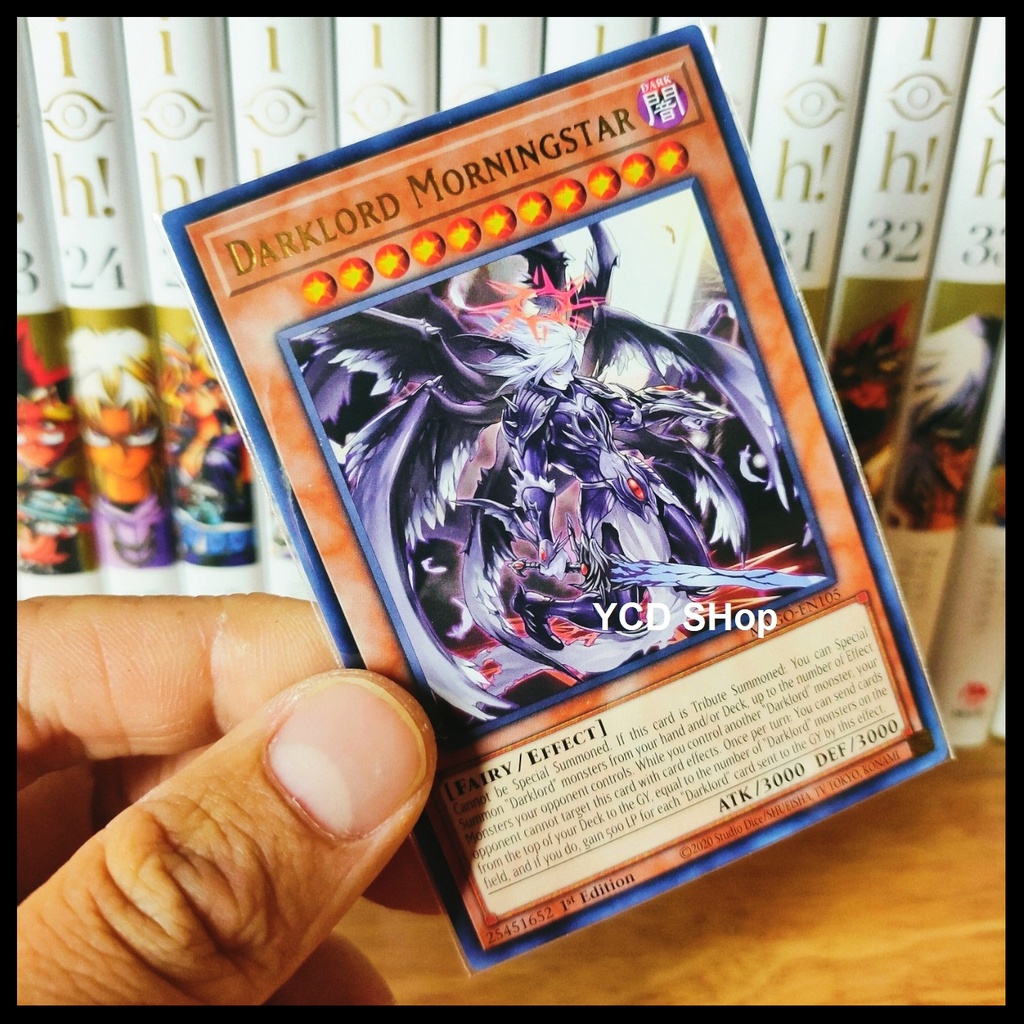 i i l l l l l l l
h! h! h! h!
24 31 32
DARKLORD MORNINGSTAR
DARK
闇
YCD SHop
-EN105
[FAIRY/EFFECT]
Cannot be Special Summoned. If this card is Tribute Summoned: You can Special
Summon "Darklord" monsters from your hand and/or Deck, up to the number of Effect
Monsters your opponent controls. While you control another "Darklord" monster, your
opponent cannot target this card with card effects. Once per turn: You can send cards
from the top of your Deck to the GY, equal to the number of "Darklord" monsters on the
field, and if you do, gain 500 LP for each "Darklord" card sent to the GY by this effect.
ATK/3000 DEF/3000
25451652 1st Edition
©2020 Studio Dice/SHUEISHA, TV TOKYO, KONAMI